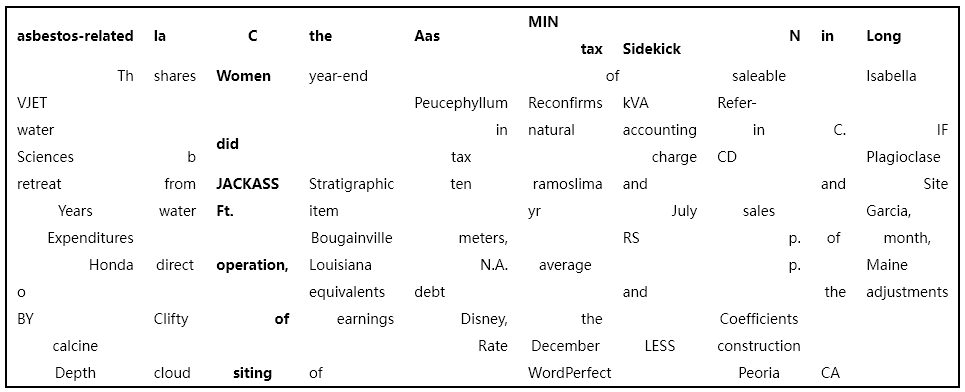 asbestos-related la C the Aas MIN tax Sidekick N in Long
Th shares Women year-end of saleable Isabella
VJET Peucephyllum Reconfirms kVA Refer-
water did in natural accounting in C. IF
Sciences b tax charge CD Plagioclase
retreat from JACKASS Stratigraphic ten ramoslima and and Site
Years water Ft. item yr July sales Garcia,
Expenditures Bougainville meters, RS p. of month,
Honda direct operation, Louisiana N.A. average p. Maine
o equivalents debt and the adjustments
BY Clifty of earnings Disney, the Coefficients
calcine Rate December LESS construction
Depth cloud siting of WordPerfect Peoria CA